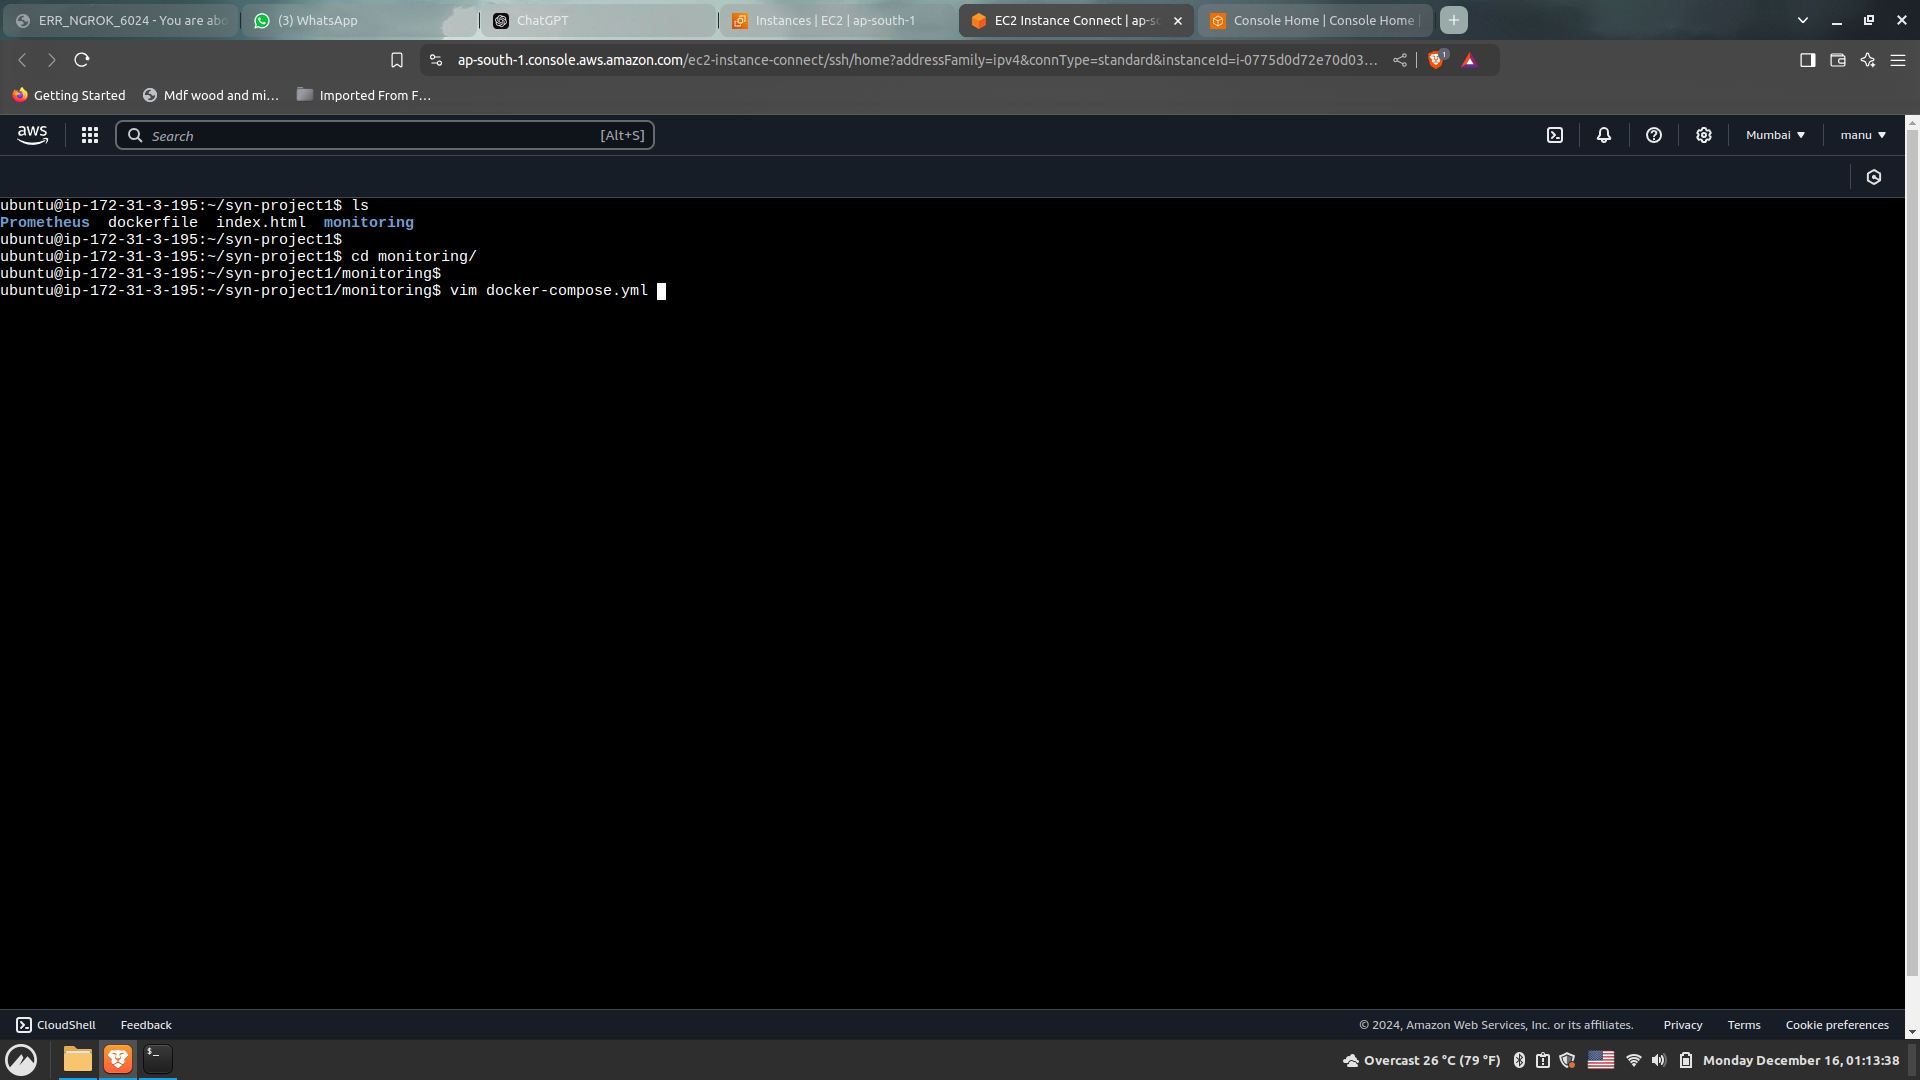 ERR_NGROK_6024 - You are abo
(3) WhatsApp
ChatGPT
Instances | EC2 | ap-south-1
EC2 Instance Connect | ap-so
Console Home | Console Home |
ap-south-1.console.aws.amazon.com/ec2-instance-connect/ssh/home?addressFamily=ipv4&connType=standard&instanceId=i-0775d0d72e70d03...
1
Getting Started
Mdf wood and mi...
Imported From F...
aws
Search
[Alt+S]
Mumbai
manu
ubuntu@ip-172-31-3-195:~/syn-project1$ ls
Prometheus dockerfile index.html monitoring
ubuntu@ip-172-31-3-195:~/syn-project1$
ubuntu@ip-172-31-3-195:~/syn-project1$ cd monitoring/
ubuntu@ip-172-31-3-195:~/syn-project1/monitoring$
ubuntu@ip-172-31-3-195:~/syn-project1/monitoring$ vim docker-compose.yml
CloudShell
Feedback
© 2024, Amazon Web Services, Inc. or its affiliates.
Privacy
Terms
Cookie preferences
$_
Overcast 26 °C (79 °F)
Monday December 16, 01:13:38